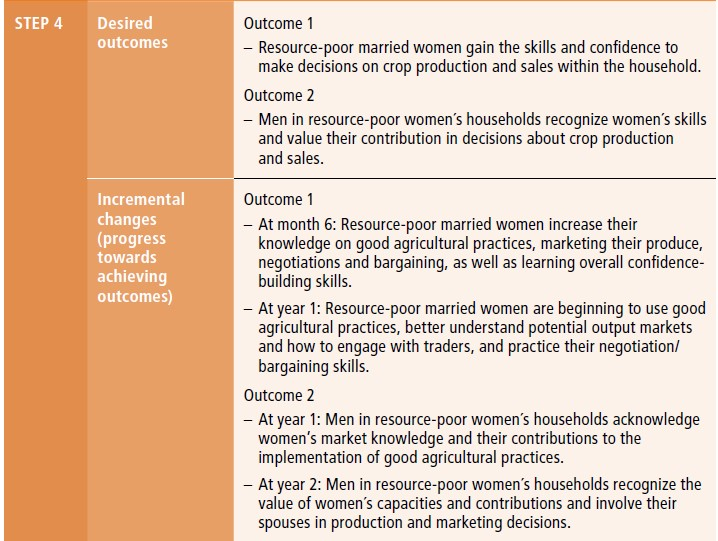 STEP 4
Desired
outcomes
Outcome 1
– Resource-poor married women gain the skills and confidence to
make decisions on crop production and sales within the household.
Outcome 2
– Men in resource-poor women´s households recognize women´s skills
and value their contribution in decisions about crop production
and sales.
Incremental
changes
(progress
towards
achieving
outcomes)
Outcome 1
– At month 6: Resource-poor married women increase their
knowledge on good agricultural practices, marketing their produce,
negotiations and bargaining, as well as learning overall confidence-
building skills.
– At year 1: Resource-poor married women are beginning to use good
agricultural practices, better understand potential output markets
and how to engage with traders, and practice their negotiation/
bargaining skills.
Outcome 2
– At year 1: Men in resource-poor women´s households acknowledge
women’s market knowledge and their contributions to the
implementation of good agricultural practices.
– At year 2: Men in resource-poor women´s households recognize the
value of women´s capacities and contributions and involve their
spouses in production and marketing decisions.